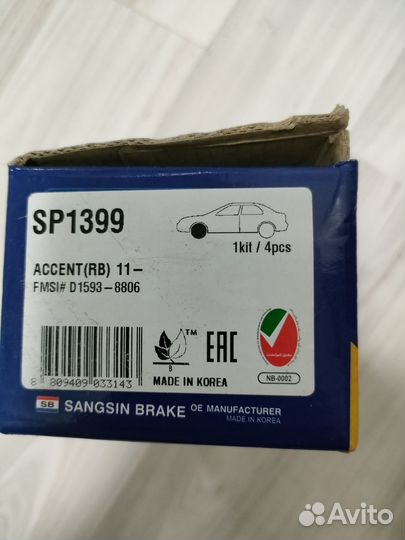 SP1399
1kit / 4pcs
ACCENT(RB) 11-
FMSI# D1593-8806
TM
EAC
B
8 809409 033143
MADE IN KOREA
NB-0002
SB SANGSIN BRAKE OE MANUFACTURER
MADE IN KOREA
Avito